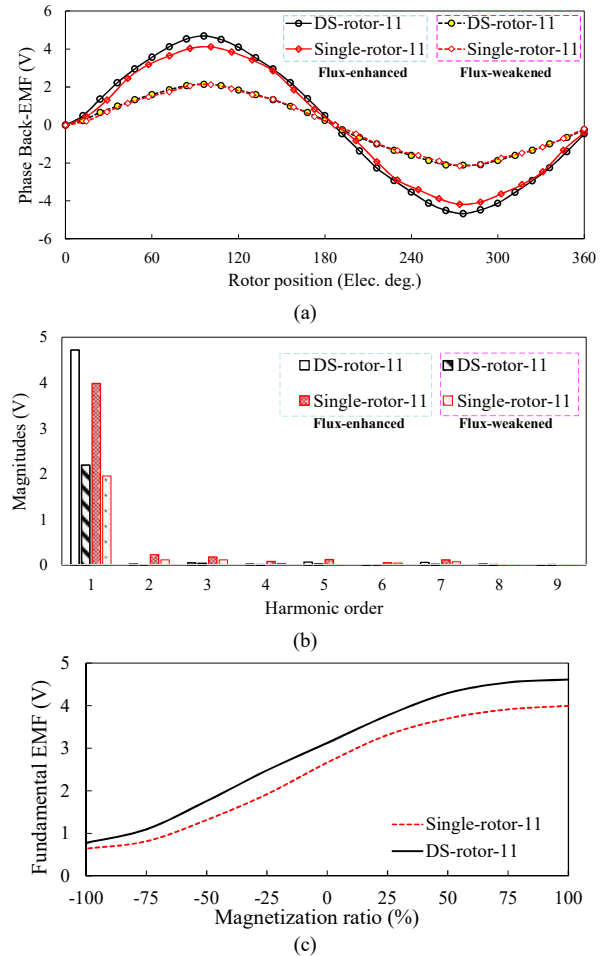 6
4
2
0
-2
-4
-6
Phase Back-EMF (V)
DS-rotor-11 DS-rotor-11
Single-rotor-11 Single-rotor-11
Flux-enhanced Flux-weakened
0 60 120 180 240 300 360
Rotor position (Elec. deg.)
(a)
5
4
3
2
1
0
Magnitudes (V)
DS-rotor-11 DS-rotor-11
Single-rotor-11 Single-rotor-11
Flux-enhanced Flux-weakened
1 2 3 4 5 6 7 8 9
Harmonic order
(b)
5
4
3
2
1
0
Fundamental EMF (V)
Single-rotor-11
DS-rotor-11
-100 -75 -50 -25 0 25 50 75 100
Magnetization ratio (%)
(c)